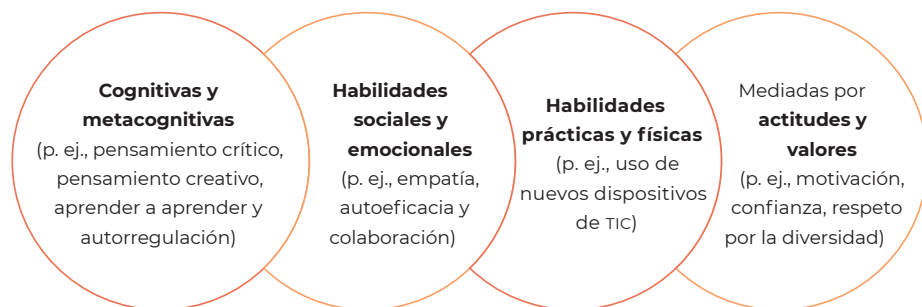 Cognitivas y
metacognitivas
(p. ej., pensamiento crítico,
pensamiento creativo,
aprender a aprender y
autorregulación)
Habilidades
sociales y
emocionales
(p. ej., empatía,
autoeficacia y
colaboración)
Habilidades
prácticas y físicas
(p. ej., uso de
nuevos dispositivos
de TIC)
Mediadas por
actitudes y
valores
(p. ej., motivación,
confianza, respeto
por la diversidad)